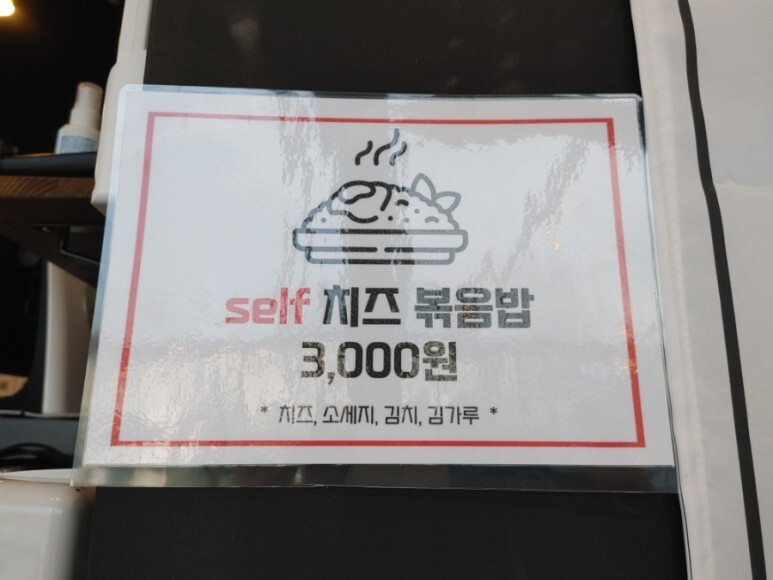 self 치즈 볶음밥
3,000원
* 치즈, 소세지, 김치, 김가루 *